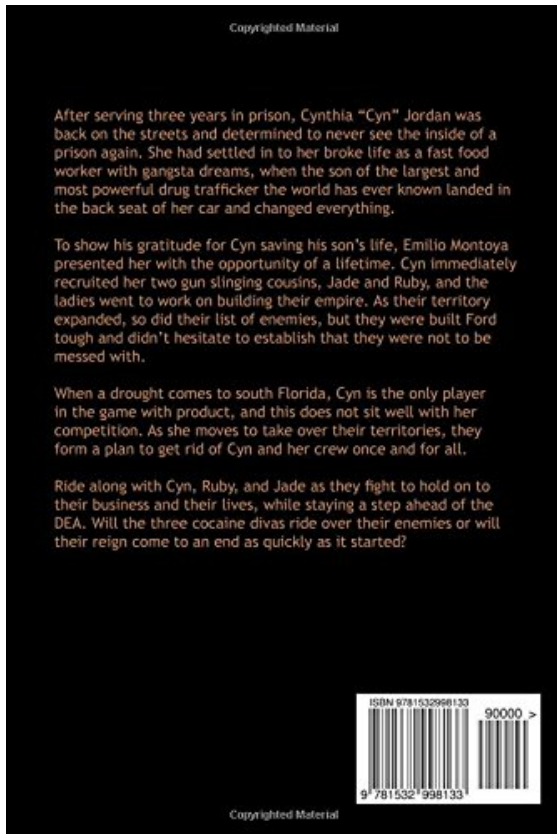 Copyrighted Material
After serving three years in prison, Cynthia “Cyn” Jordan was
back on the streets and determined to never see the inside of a
prison again. She had settled in to her broke life as a fast food
worker with gangsta dreams, when the son of the largest and
most powerful drug trafficker the world has ever known landed in
the back seat of her car and changed everything.
To show his gratitude for Cyn saving his son’s life, Emilio Montoya
presented her with the opportunity of a lifetime. Cyn immediately
recruited her two gun slinging cousins, Jade and Ruby, and the
ladies went to work on building their empire. As their territory
expanded, so did their list of enemies, but they were built Ford
tough and didn’t hesitate to establish that they were not to be
messed with.
When a drought comes to south Florida, Cyn is the only player
in the game with product, and this does not sit well with her
competition. As she moves to take over their territories, they
form a plan to get rid of Cyn and her crew once and for all.
Ride along with Cyn, Ruby, and Jade as they fight to hold on to
their business and their lives, while staying a step ahead of the
DEA. Will the three cocaine divas ride over their enemies or will
their reign come to an end as quickly as it started?
ISBN 9781532998133
90000 >
9 781532 998133
Copyrighted Material